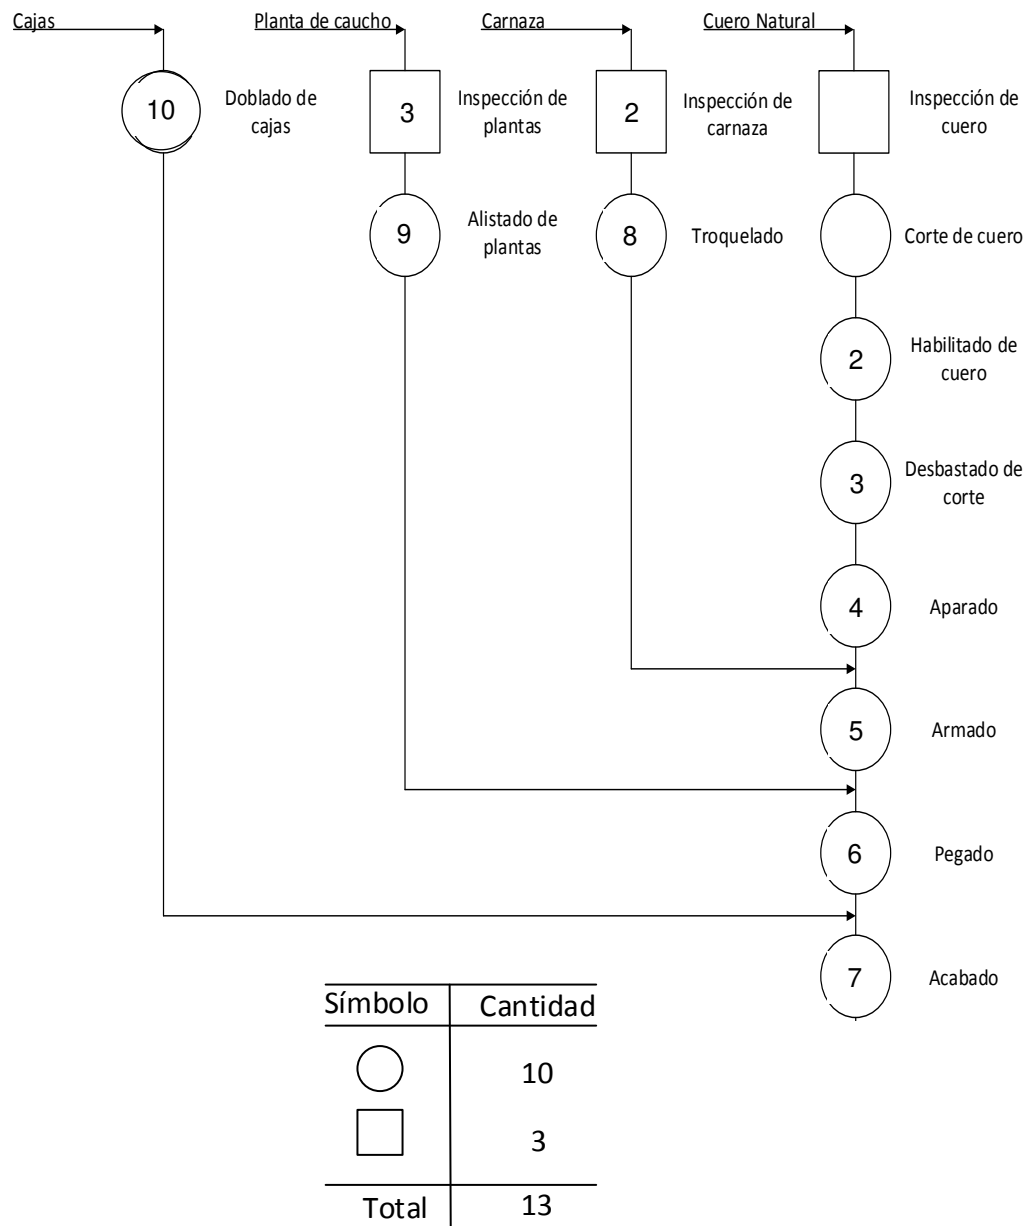 Cajas
Planta de caucho
Carnaza
Cuero Natural
10
Doblado de
cajas
3
Inspección de
plantas
2
Inspección de
carnaza
Inspección de
cuero
9
Alistado de
plantas
8
Troquelado
Corte de cuero
2
Habilitado de
cuero
3
Desbastado de
corte
4
Aparado
5
Armado
6
Pegado
7
Acabado
Símbolo Cantidad
10
3
Total 13